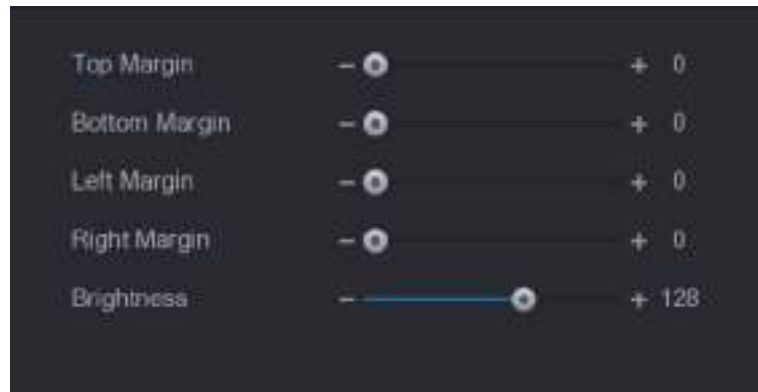 Top Margin - + 0
Bottom Margin - + 0
Left Margin - + 0
Right Margin - + 0
Brightness - + 128